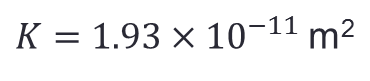 K = 1.93 × 10⁻¹¹ m²